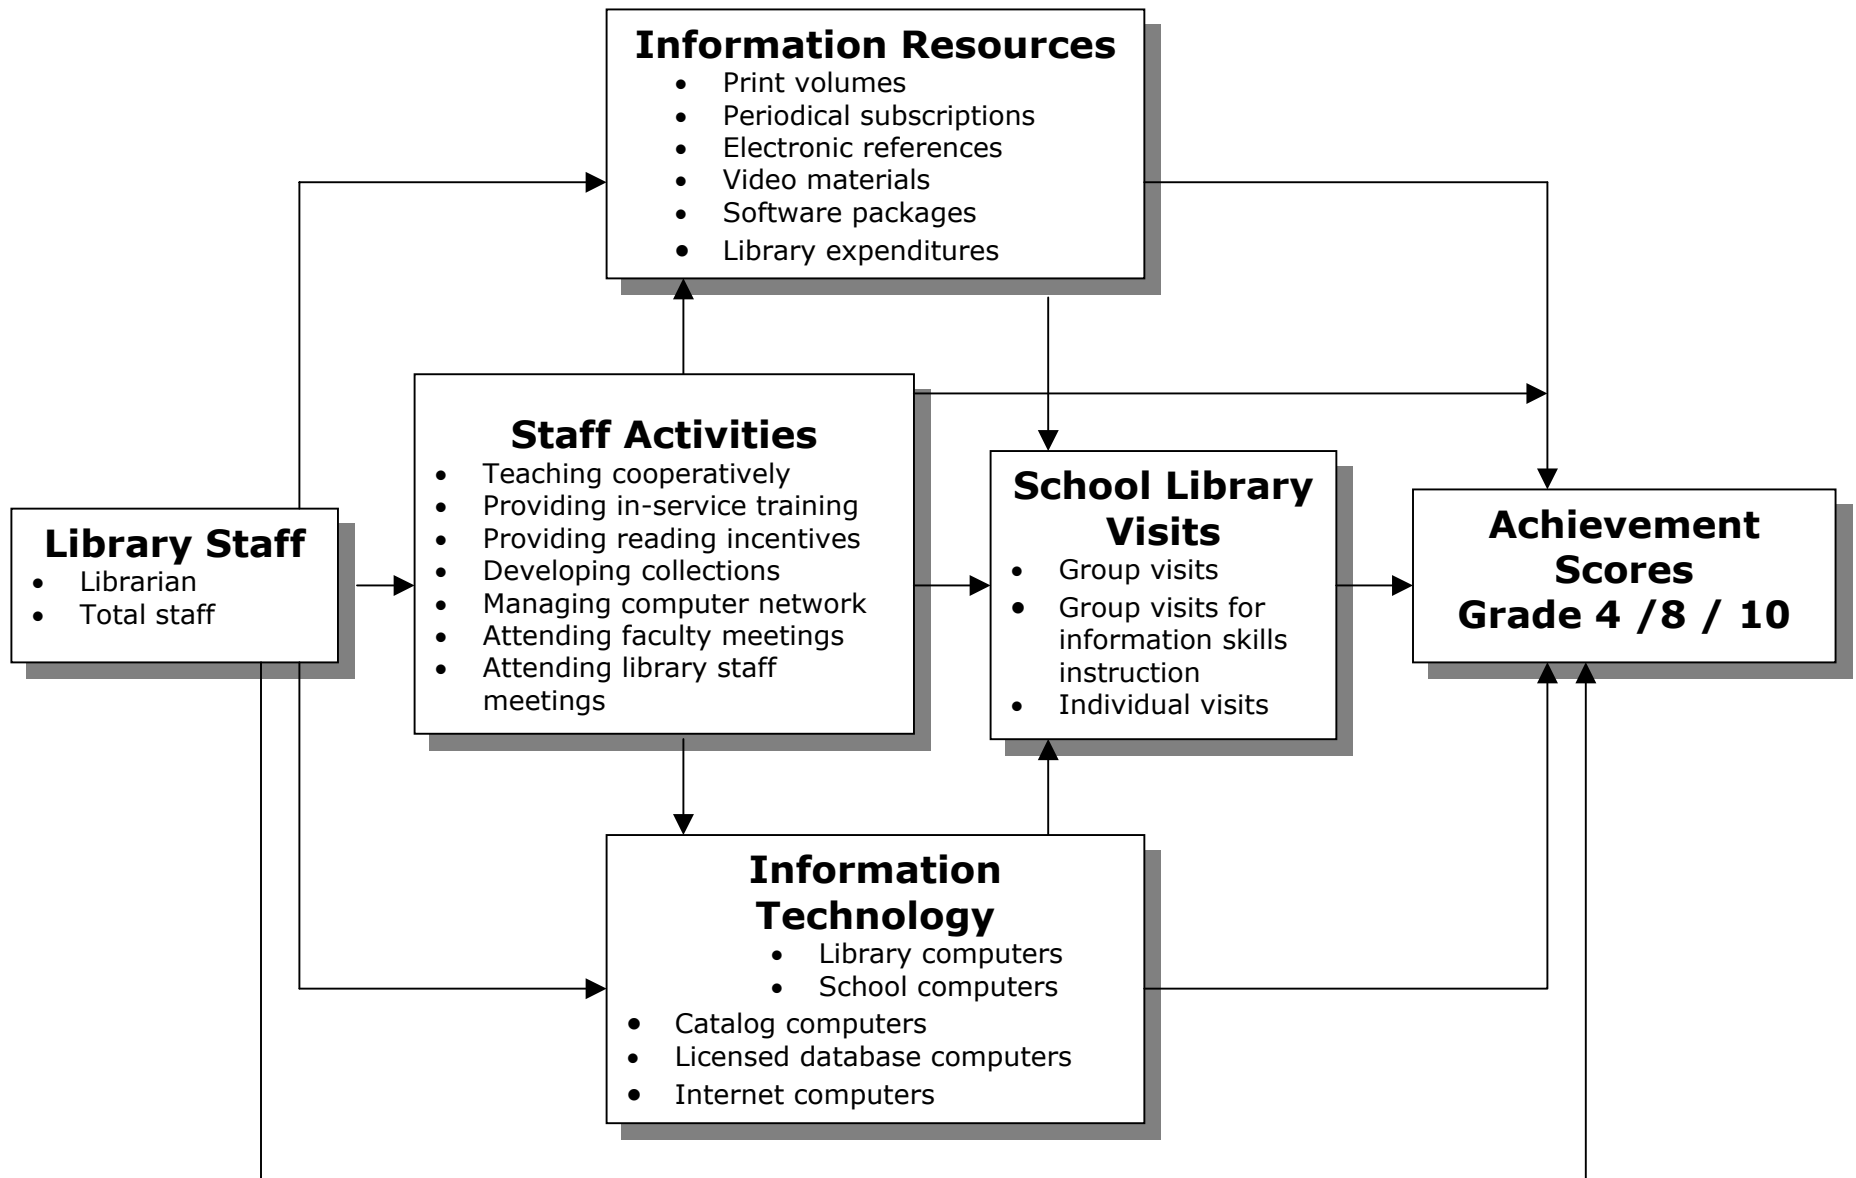 Information Resources
• Print volumes
• Periodical subscriptions
• Electronic references
• Video materials
• Software packages
• Library expenditures
Staff Activities
• Teaching cooperatively
• Providing in-service training
• Providing reading incentives
• Developing collections
• Managing computer network
• Attending faculty meetings
• Attending library staff
meetings
School Library
Visits
• Group visits
• Group visits for
information skills
instruction
• Individual visits
Achievement
Scores
Grade 4 /8 / 10
Library Staff
• Librarian
• Total staff
Information
Technology
• Library computers
• School computers
• Catalog computers
• Licensed database computers
• Internet computers